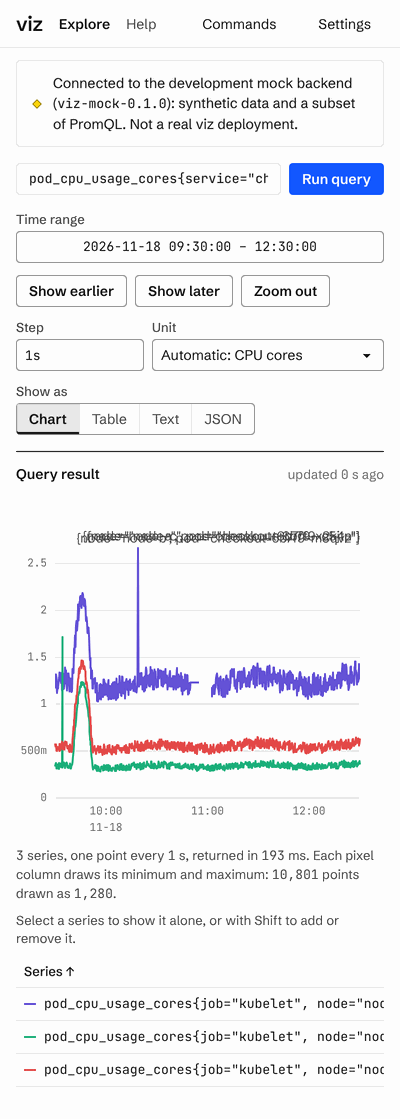 viz Explore Help Commands Settings
Connected to the development mock backend
(viz-mock-0.1.0): synthetic data and a subset
of PromQL. Not a real viz deployment.
pod_cpu_usage_cores{service="ch
Run query
Time range
2026-11-18 09:30:00 – 12:30:00
Show earlier
Show later
Zoom out
Step
Unit
1s
Automatic: CPU cores
Show as
Chart
Table
Text
JSON
Query result
updated 0 s ago
2.5
2
1.5
1
500m
0
10:00
11:00
12:00
11-18
3 series, one point every 1 s, returned in 193 ms. Each pixel
column draws its minimum and maximum: 10,801 points
drawn as 1,280.
Select a series to show it alone, or with Shift to add or
remove it.
Series ↑
pod_cpu_usage_cores{job="kubelet", node="nod
pod_cpu_usage_cores{job="kubelet", node="nod
pod_cpu_usage_cores{job="kubelet", node="nod